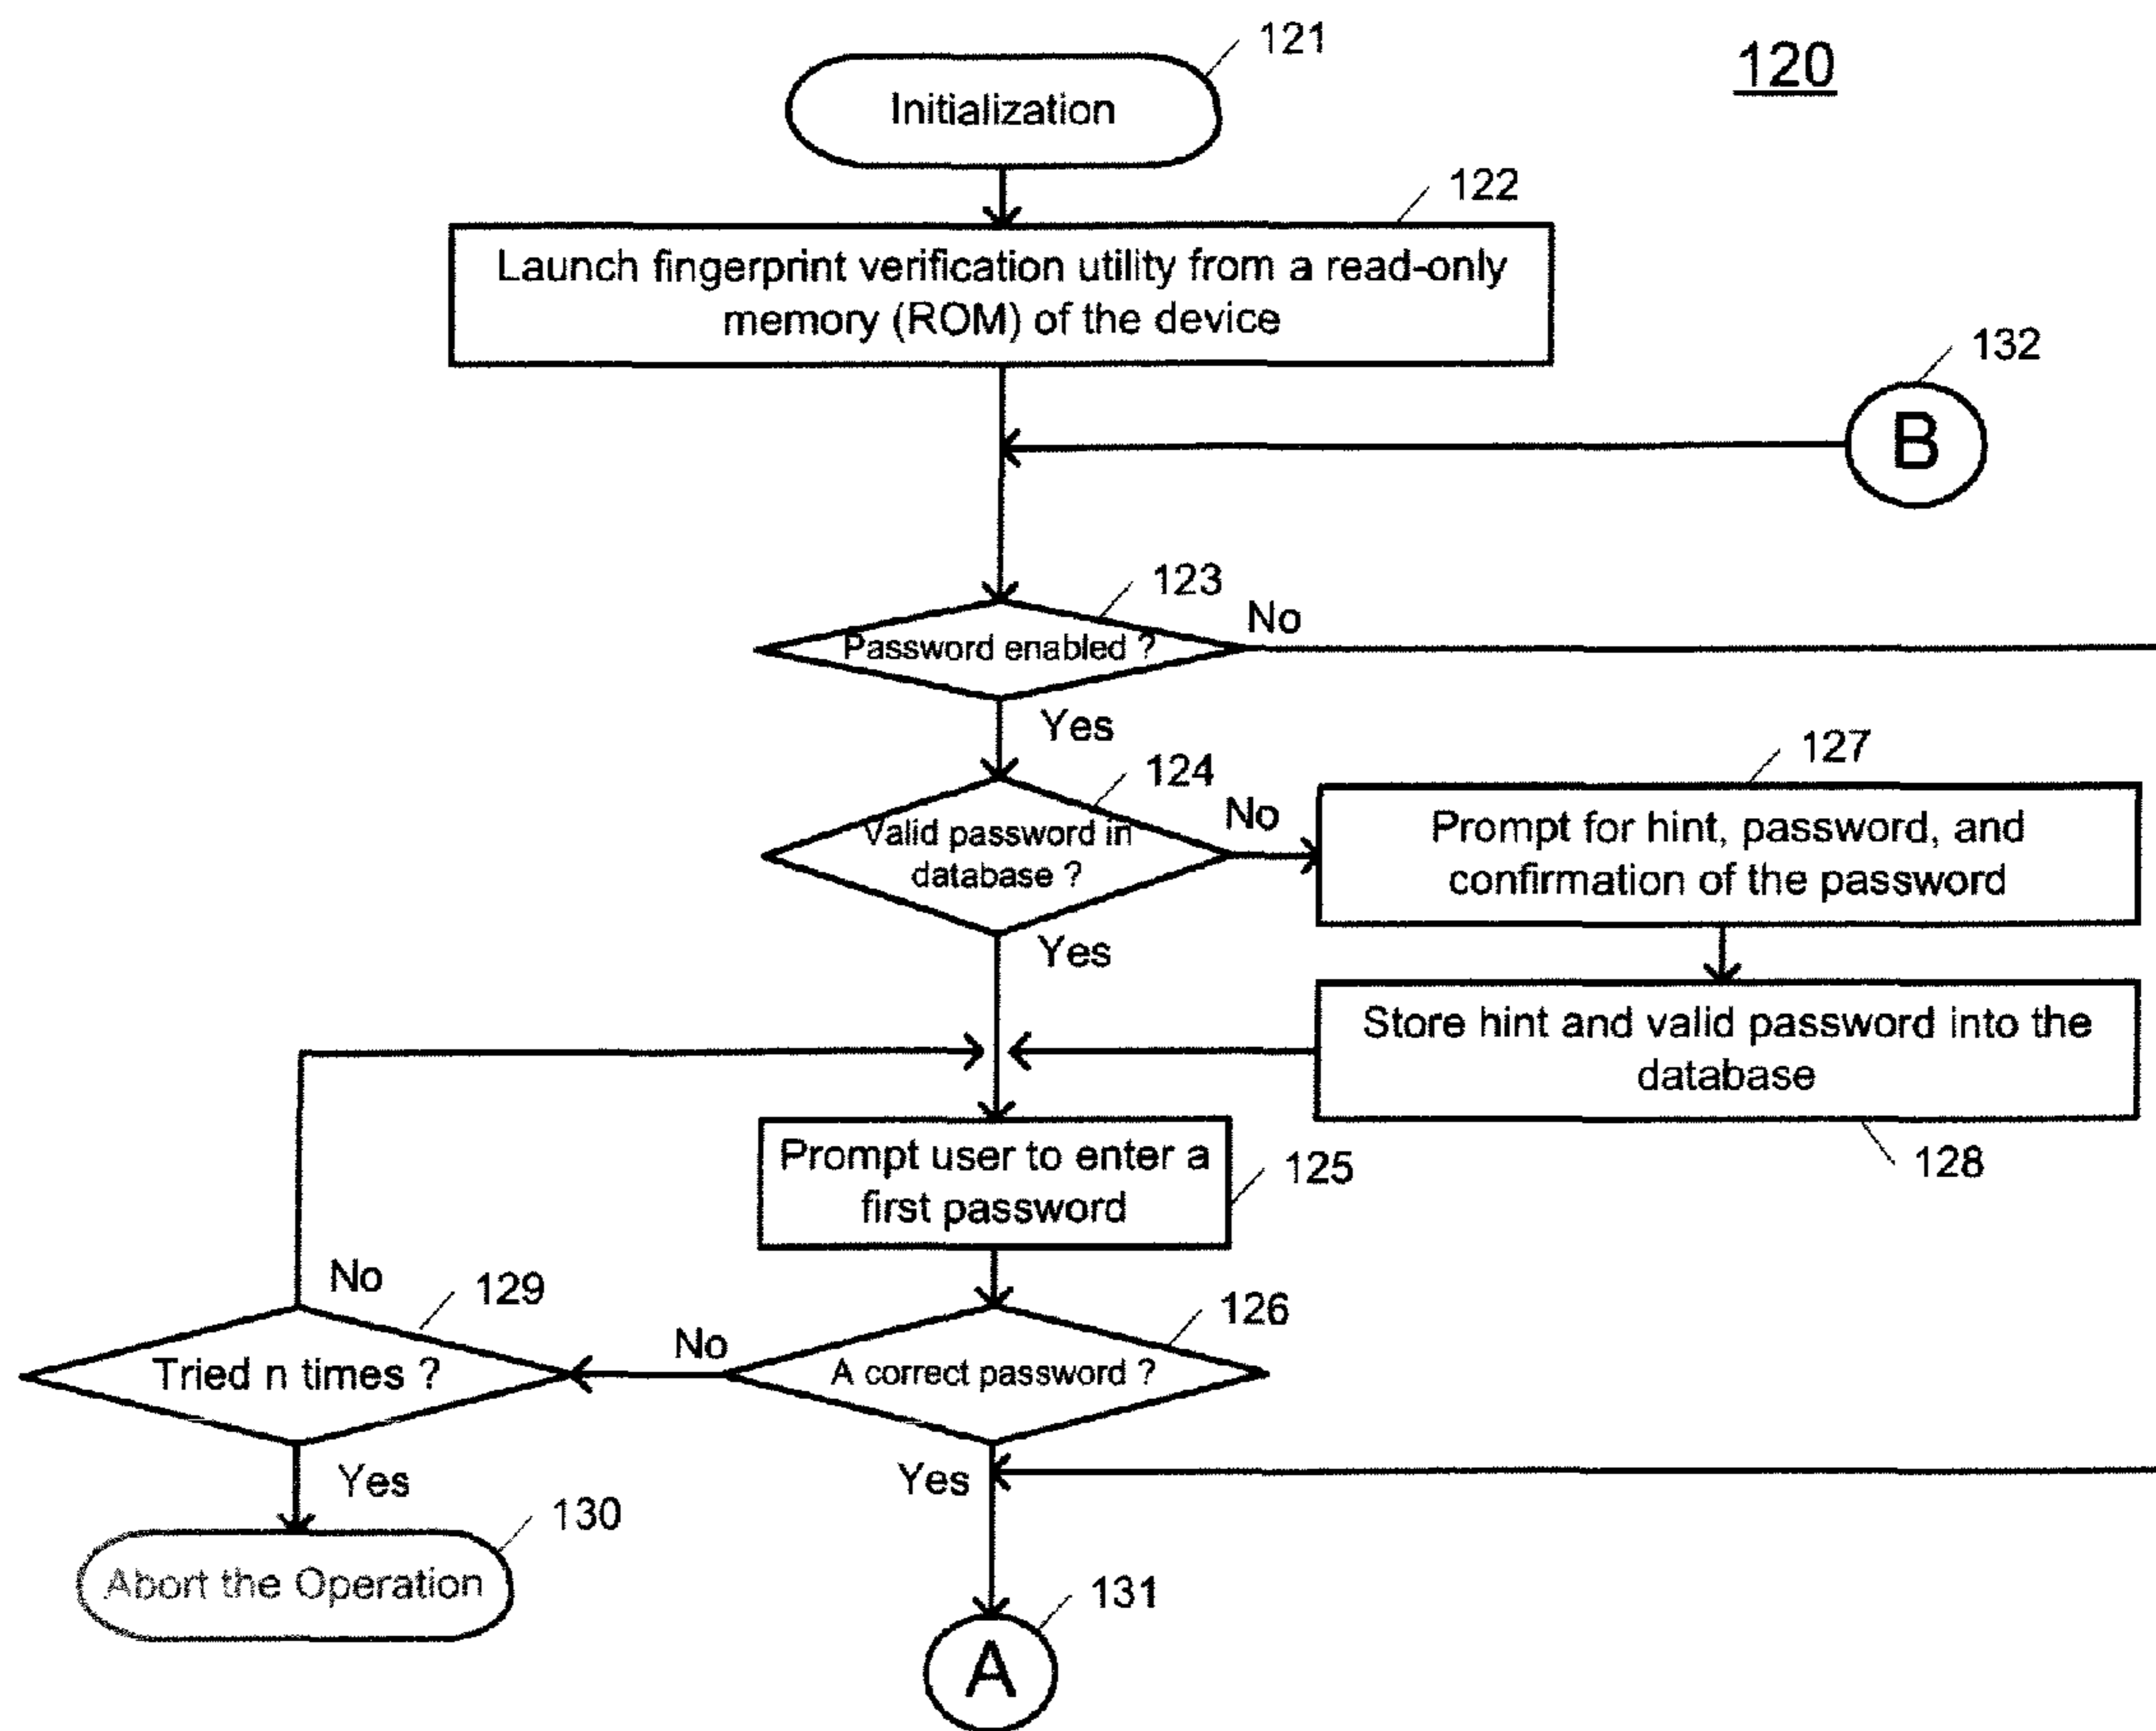 121
120
Initialization
122
Launch fingerprint verification utility from a read-only
memory (ROM) of the device
132
B
123
No
Password enabled ?
Yes
127
124
No
Valid password in
database ?
Prompt for hint, password, and
confirmation of the password
Yes
Store hint and valid password into the
database
128
Prompt user to enter a
first password
125
No
129
126
No
Tried n times ?
A correct password ?
Yes
Yes
130
Abort the Operation
131
A